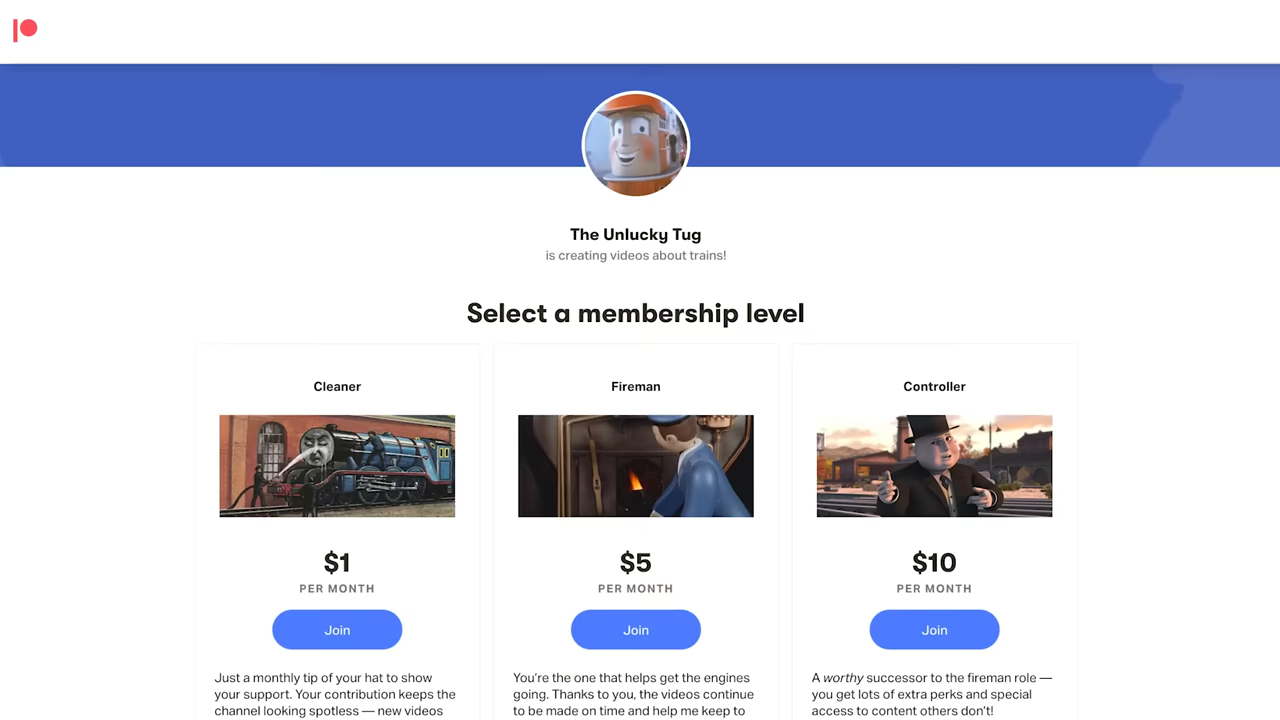 The Unlucky Tug
is creating videos about trains!
Select a membership level
Cleaner
$1
PER MONTH
Join
Just a monthly tip of your hat to show
your support. Your contribution keeps the
channel looking spotless — new videos
Fireman
$5
PER MONTH
Join
You're the one that helps get the engines
going. Thanks to you, the videos continue
to be made on time and help me keep to
Controller
$10
PER MONTH
Join
A worthy successor to the fireman role —
you get lots of extra perks and special
access to content others don't!